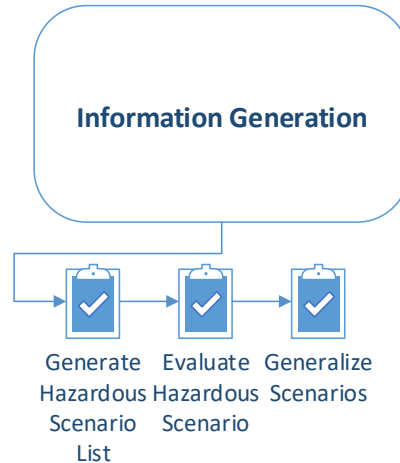 Information Generation
Generate
Hazardous
Scenario
List
Evaluate
Hazardous
Scenario
Generalize
Scenarios